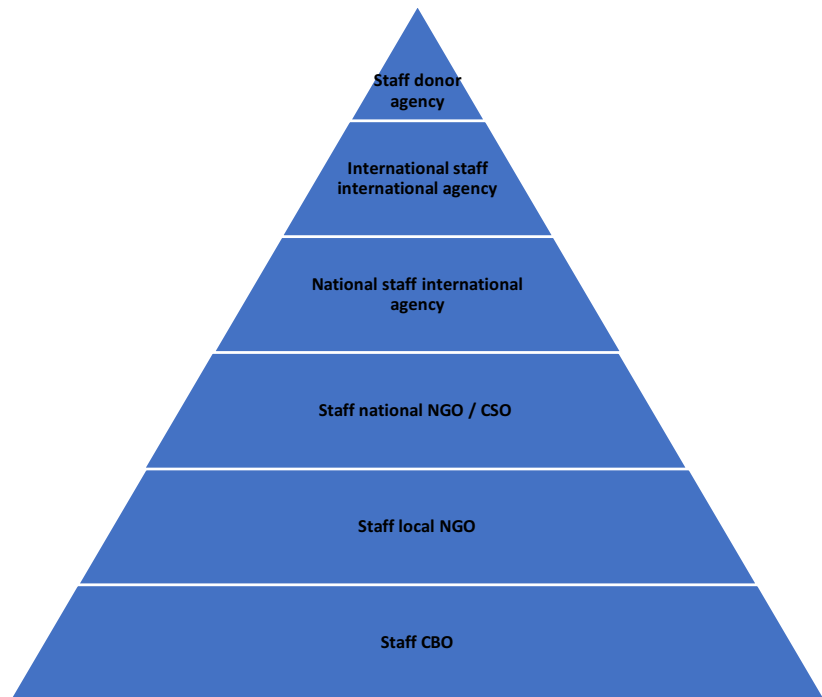 Staff donor
agency
International staff
international agency
National staff international
agency
Staff national NGO / CSO
Staff local NGO
Staff CBO